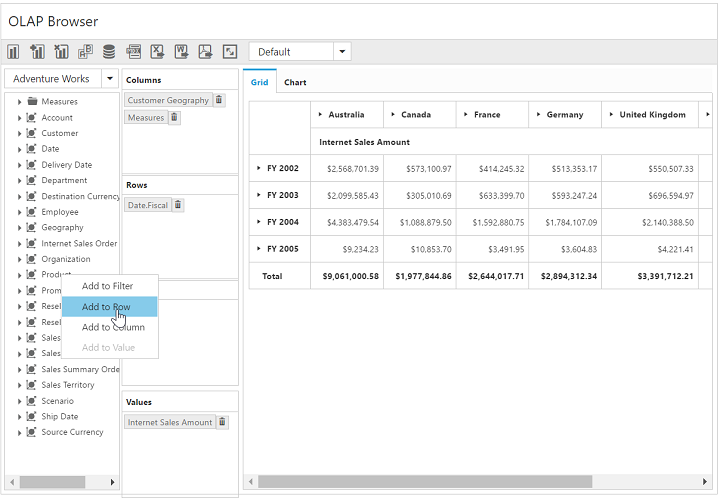 OLAP Browser
Default
Adventure Works
Measures
Account
Customer
Date
Delivery Date
Department
Destination Currency
Employee
Geography
Internet Sales Order
Organization
Product
Prom
Resel
Resel
Sales
Sales
Sales Summary Orde
Sales Territory
Scenario
Ship Date
Source Currency
Add to Filter
Add to Row
Add to Column
Add to Value
Columns
Customer Geography
Measures
Rows
Date.Fiscal
Values
Internet Sales Amount
Grid Chart
Australia Canada France Germany United Kingdom
Internet Sales Amount
FY 2002 $2,568,701.39 $573,100.97 $414,245.32 $513,353.17 $550,507.33
FY 2003 $2,099,585.43 $305,010.69 $633,399.70 $593,247.24 $696,594.97
FY 2004 $4,383,479.54 $1,088,879.50 $1,592,880.75 $1,784,107.09 $2,140,388.50
FY 2005 $9,234.23 $10,853.70 $3,491.95 $3,604.83 $4,221.41
Total $9,061,000.58 $1,977,844.86 $2,644,017.71 $2,894,312.34 $3,391,712.21